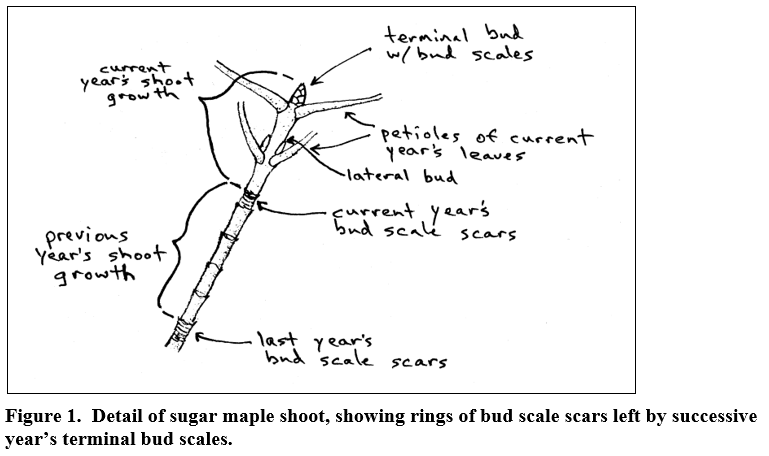 terminal bud
w/ bud scales
current
year's shoot
growth
petioles of current
year's leaves
lateral bud
current year's
bud scale scars
previous
year's shoot
growth
last year's
bud scale scars
Figure 1.  Detail of sugar maple shoot, showing rings of bud scale scars left by successive
year’s terminal bud scales.